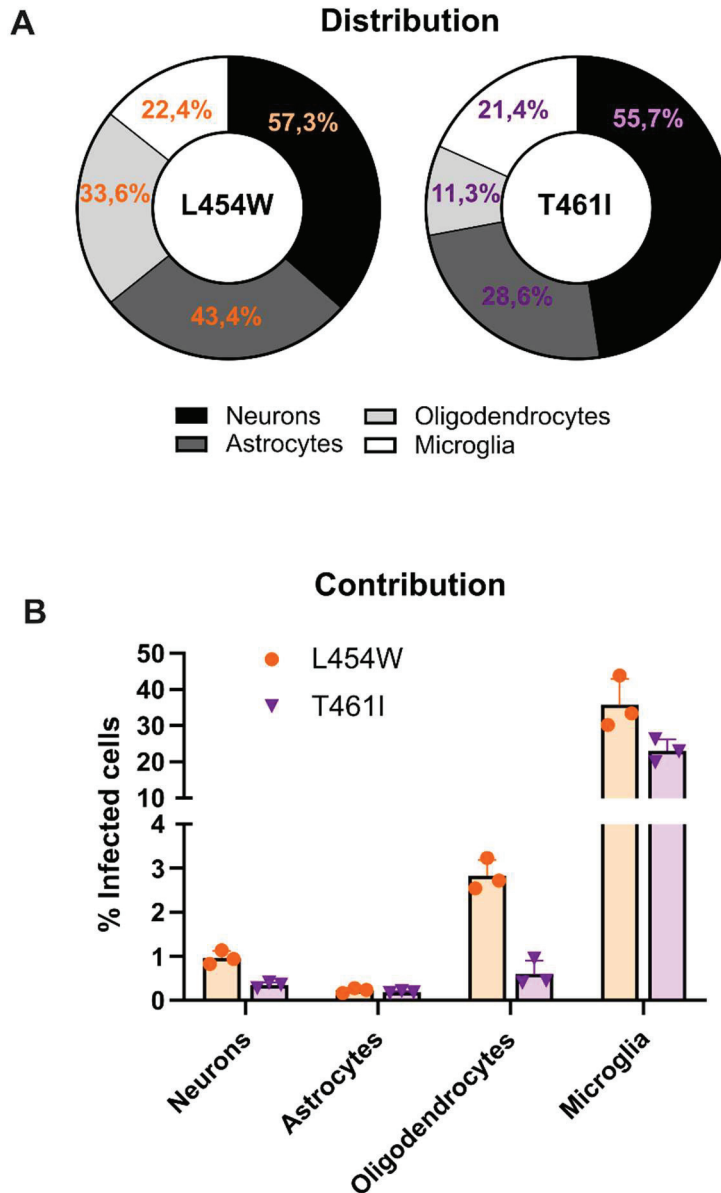 A
Distribution
22,4%
57,3%
33,6%
L454W
43,4%
21,4%
55,7%
11,3%
T461I
28,6%
Neurons
Oligodendrocytes
Astrocytes
Microglia
Contribution
B
L454W
T461I
% Infected cells
50
40
30
20
10
4
3
2
1
0
Neurons
Astrocytes
Oligodendrocytes
Microglia